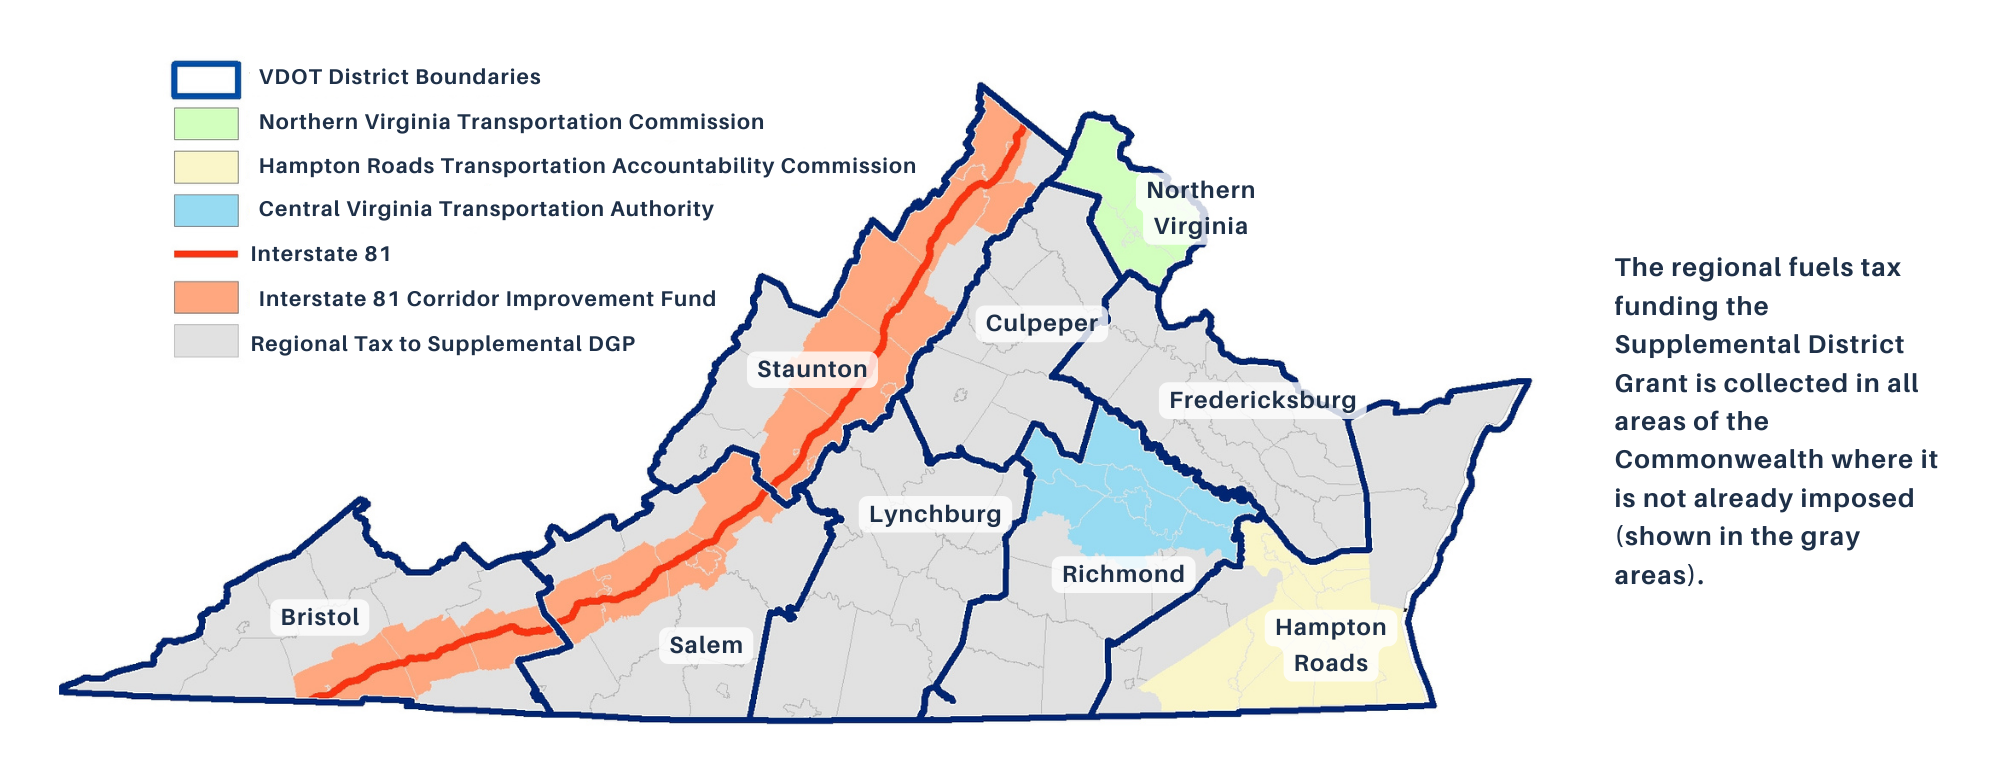 VDOT District Boundaries
Northern Virginia Transportation Commission
Hampton Roads Transportation Accountability Commission
Central Virginia Transportation Authority
Interstate 81
Interstate 81 Corridor Improvement Fund
Regional Tax to Supplemental DGP
Northern
Virginia
Culpeper
Staunton
Fredericksburg
Lynchburg
Richmond
Bristol
Salem
Hampton
Roads
The regional fuels tax
funding the
Supplemental District
Grant is collected in all
areas of the
Commonwealth where it
is not already imposed
(shown in the gray
areas).